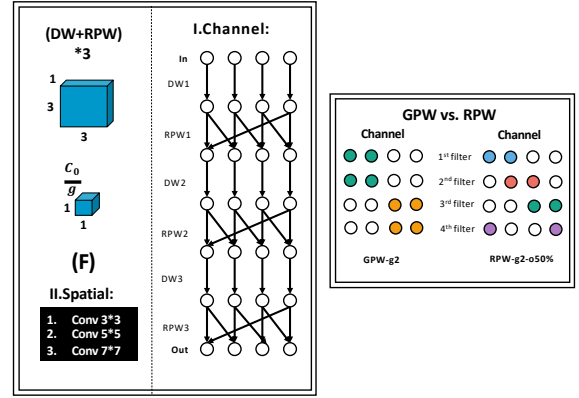 (DW+RPW)
*3
1
3
3
C₀
g
1
1
(F)
II.Spatial:
1. Conv 3*3
2. Conv 5*5
3. Conv 7*7
I.Channel:
In
DW1
RPW1
DW2
RPW2
DW3
RPW3
Out
GPW vs. RPW
Channel
Channel
1st filter
2nd filter
3rd filter
4th filter
GPW-g2
RPW-g2-o50%